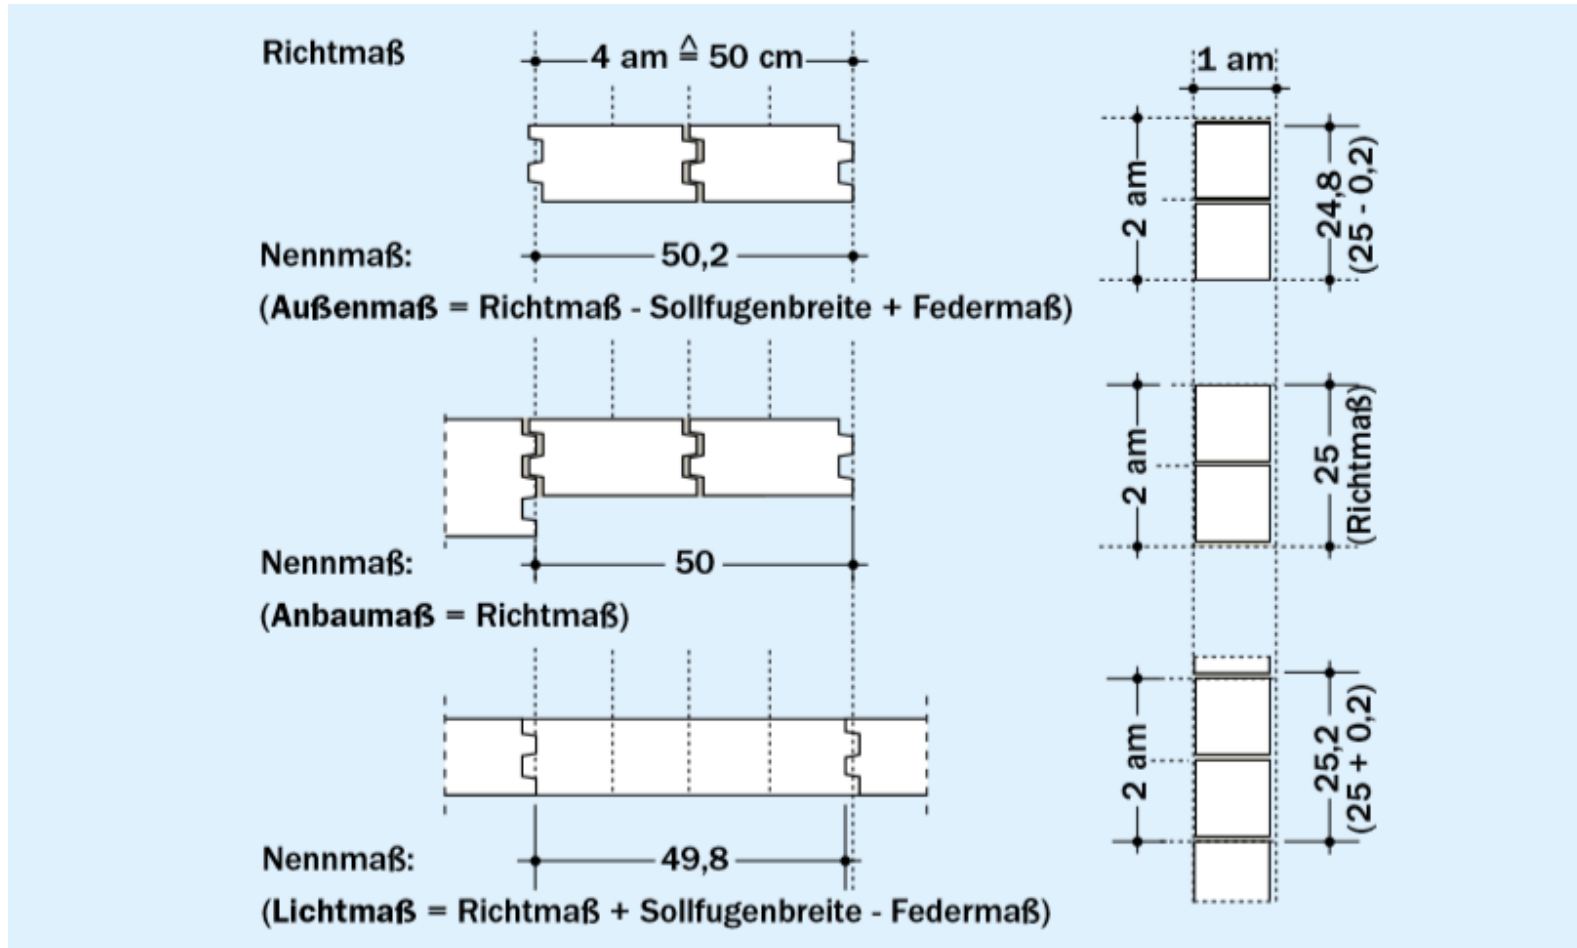 Richtmaß
4 am ≙ 50 cm
1 am
2 am
24,8
(25 - 0,2)
Nennmaß:
50,2
(Außenmaß = Richtmaß - Sollfugenbreite + Federmaß)
2 am
25
(Richtmaß)
Nennmaß:
50
(Anbaumaß = Richtmaß)
2 am
25,2
(25 + 0,2)
Nennmaß:
49,8
(Lichtmaß = Richtmaß + Sollfugenbreite - Federmaß)